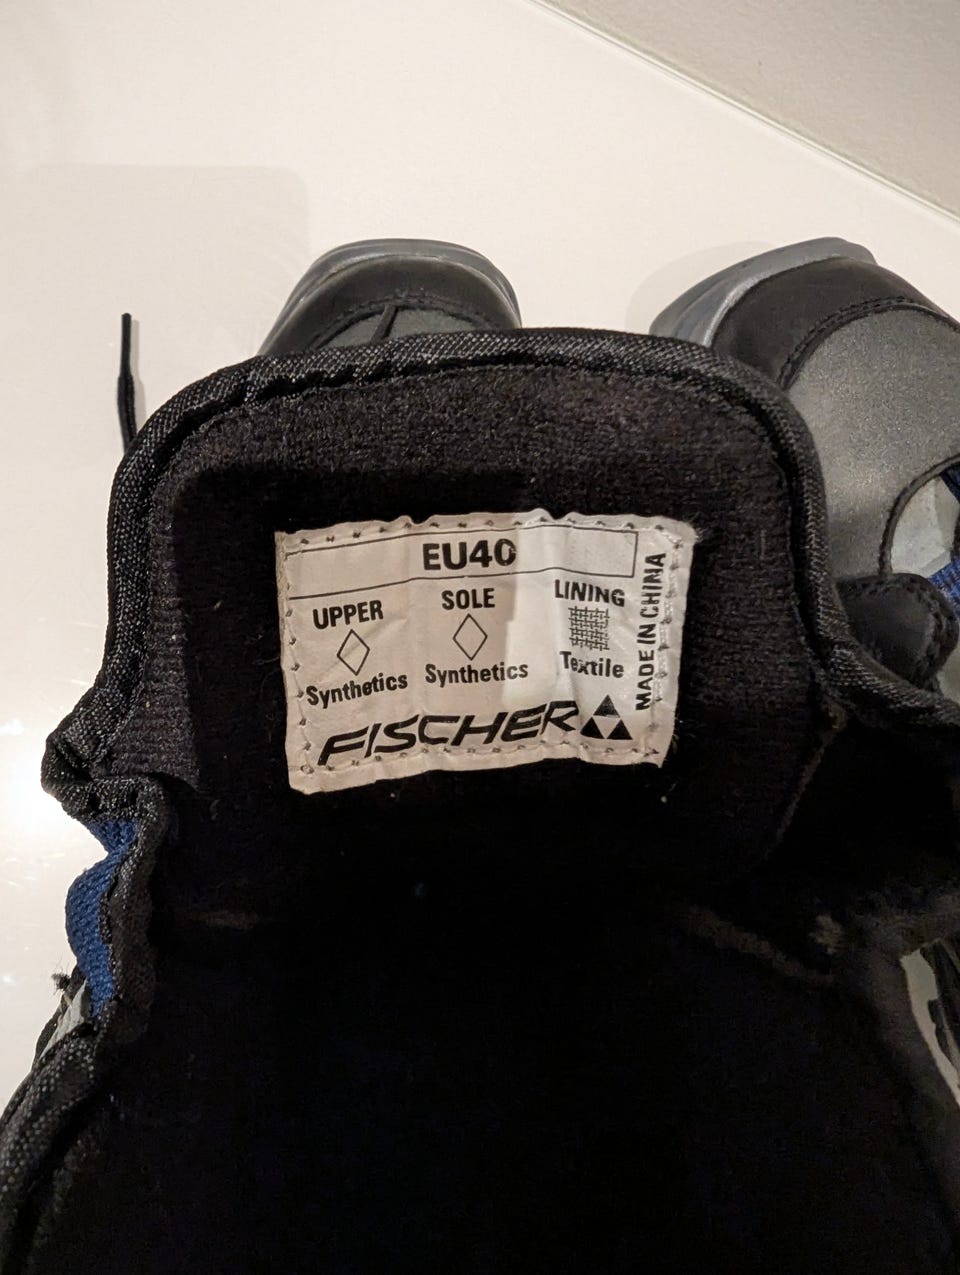 EU40
UPPER SOLE LINING
Synthetics Synthetics Textile
FISCHER
MADE IN CHINA